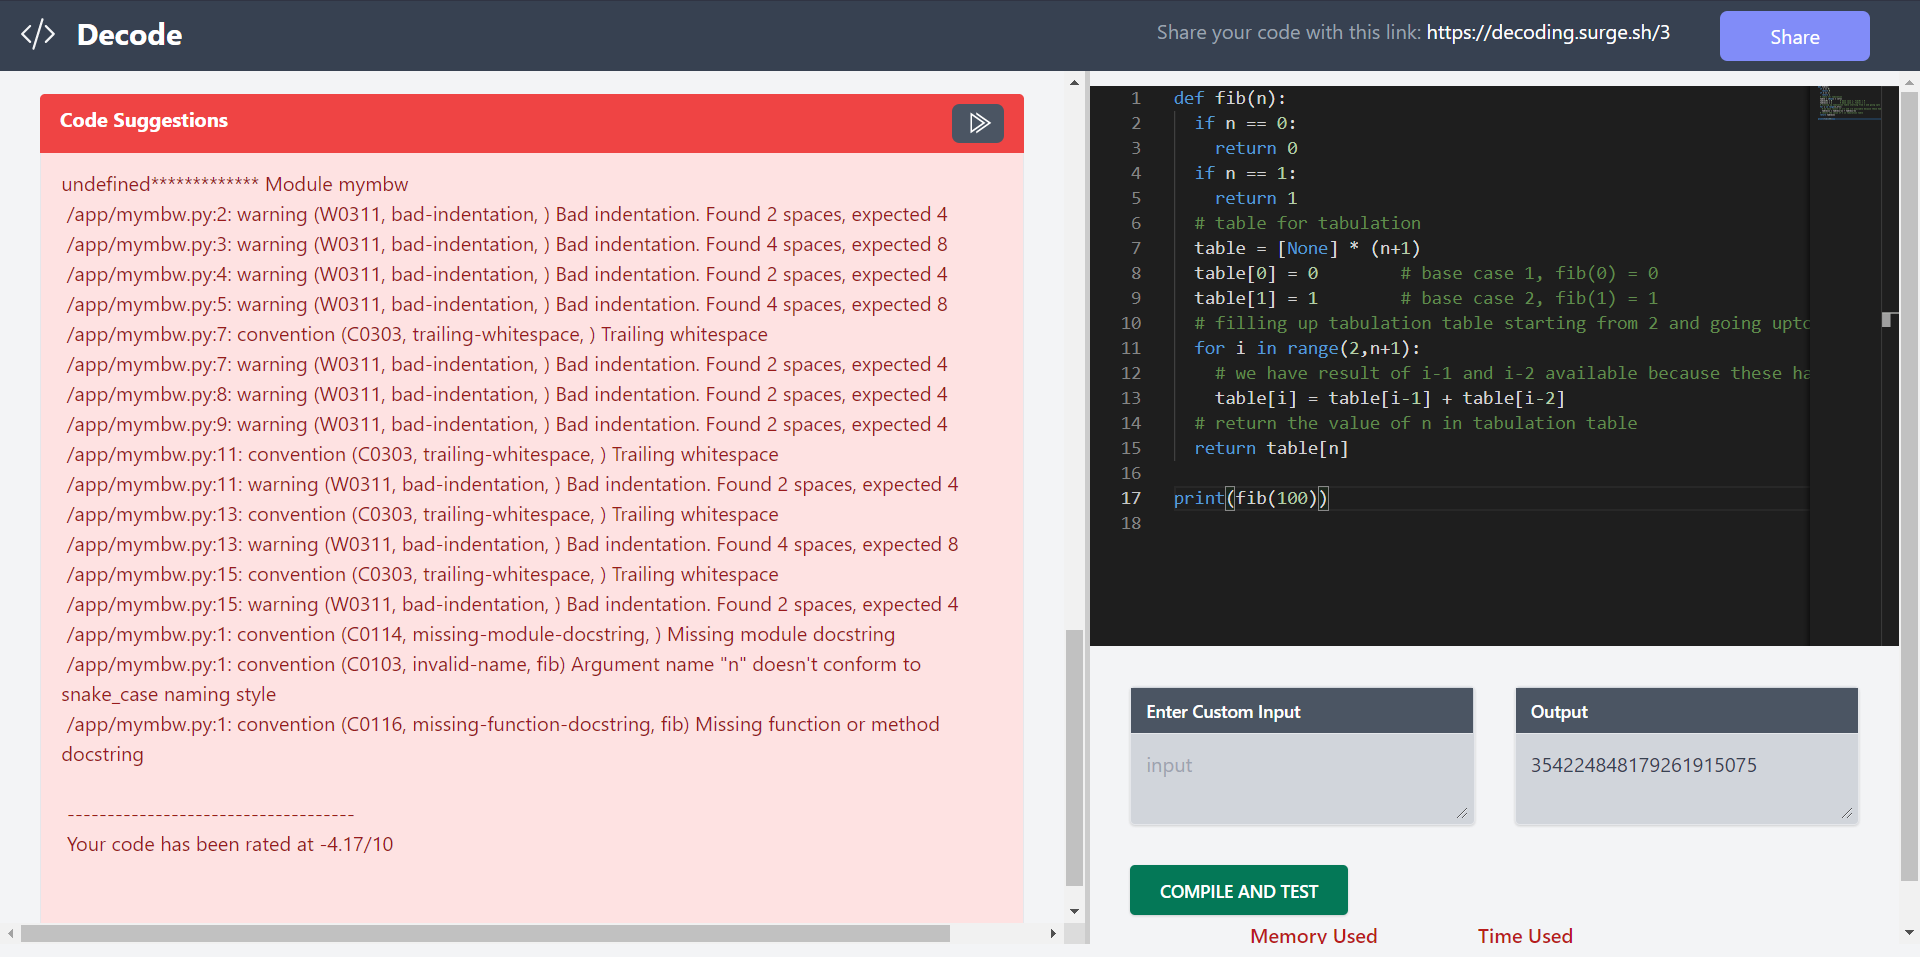 </> Decode
Share your code with this link: https://decoding.surge.sh/3
Share
Code Suggestions
undefined************* Module mymbw
/app/mymbw.py:2: warning (W0311, bad-indentation, ) Bad indentation. Found 2 spaces, expected 4
/app/mymbw.py:3: warning (W0311, bad-indentation, ) Bad indentation. Found 4 spaces, expected 8
/app/mymbw.py:4: warning (W0311, bad-indentation, ) Bad indentation. Found 2 spaces, expected 4
/app/mymbw.py:5: warning (W0311, bad-indentation, ) Bad indentation. Found 4 spaces, expected 8
/app/mymbw.py:7: convention (C0303, trailing-whitespace, ) Trailing whitespace
/app/mymbw.py:7: warning (W0311, bad-indentation, ) Bad indentation. Found 2 spaces, expected 4
/app/mymbw.py:8: warning (W0311, bad-indentation, ) Bad indentation. Found 2 spaces, expected 4
/app/mymbw.py:9: warning (W0311, bad-indentation, ) Bad indentation. Found 2 spaces, expected 4
/app/mymbw.py:11: convention (C0303, trailing-whitespace, ) Trailing whitespace
/app/mymbw.py:11: warning (W0311, bad-indentation, ) Bad indentation. Found 2 spaces, expected 4
/app/mymbw.py:13: convention (C0303, trailing-whitespace, ) Trailing whitespace
/app/mymbw.py:13: warning (W0311, bad-indentation, ) Bad indentation. Found 4 spaces, expected 8
/app/mymbw.py:15: convention (C0303, trailing-whitespace, ) Trailing whitespace
/app/mymbw.py:15: warning (W0311, bad-indentation, ) Bad indentation. Found 2 spaces, expected 4
/app/mymbw.py:1: convention (C0114, missing-module-docstring, ) Missing module docstring
/app/mymbw.py:1: convention (C0103, invalid-name, fib) Argument name "n" doesn't conform to
snake_case naming style
/app/mymbw.py:1: convention (C0116, missing-function-docstring, fib) Missing function or method
docstring
------------------------------------
Your code has been rated at -4.17/10
1 def fib(n):
2   if n == 0:
3     return 0
4   if n == 1:
5     return 1
6   # table for tabulation
7   table = [None] * (n+1)
8   table[0] = 0        # base case 1, fib(0) = 0
9   table[1] = 1        # base case 2, fib(1) = 1
10   # filling up tabulation table starting from 2 and going upto
11   for i in range(2,n+1):
12     # we have result of i-1 and i-2 available because these ha
13     table[i] = table[i-1] + table[i-2]
14   # return the value of n in tabulation table
15   return table[n]
16
17 print(fib(100))
18
Enter Custom Input
input
Output
354224848179261915075
COMPILE AND TEST
Memory Used
Time Used